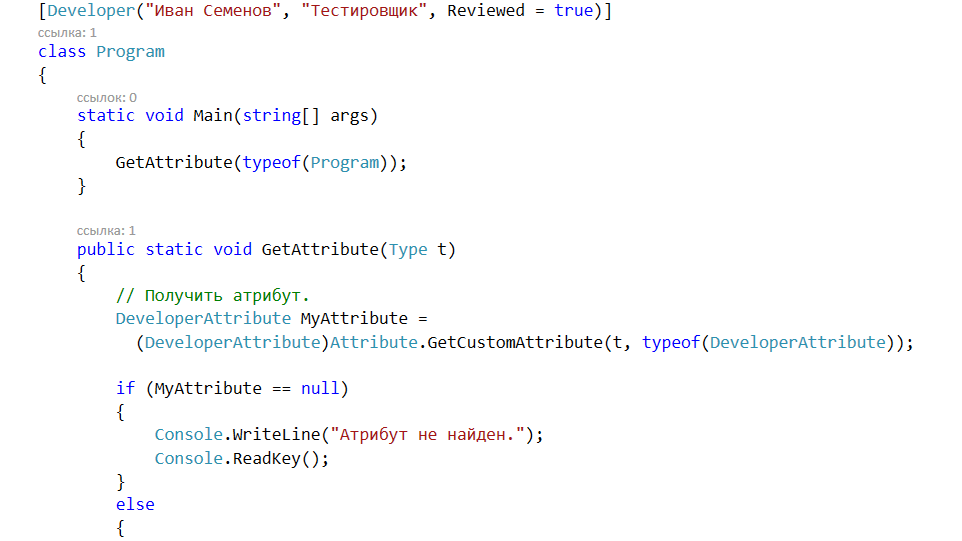 [Developer("Иван Семенов", "Тестировщик", Reviewed = true)]
ссылка: 1
class Program
{
ссылок: 0
static void Main(string[] args)
{
GetAttribute(typeof(Program));
}
ссылка: 1
public static void GetAttribute(Type t)
{
// Получить атрибут.
DeveloperAttribute MyAttribute =
(DeveloperAttribute)Attribute.GetCustomAttribute(t, typeof(DeveloperAttribute));
if (MyAttribute == null)
{
Console.WriteLine("Атрибут не найден.");
Console.ReadKey();
}
else
{